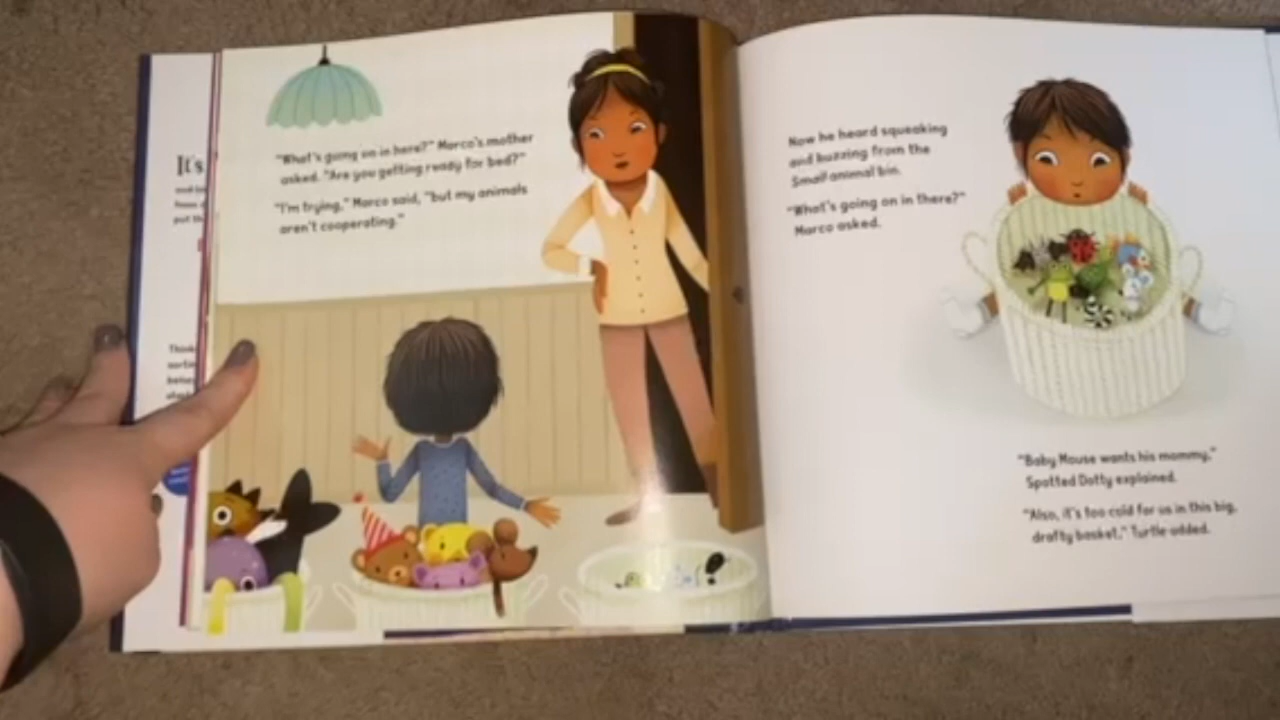 It's
"What's going on in here?" Marco's mother
asked. "Are you getting ready for bed?"
"I'm trying," Marco said, "but my animals
aren't cooperating."
Now he heard squeaking
and buzzing from the
Small animal bin.
"What's going on in there?"
Marco asked.
"Baby Mouse wants his mommy,"
Spotted Dotty explained.
"Also, it's too cold for us in this big,
drafty basket," Turtle added.